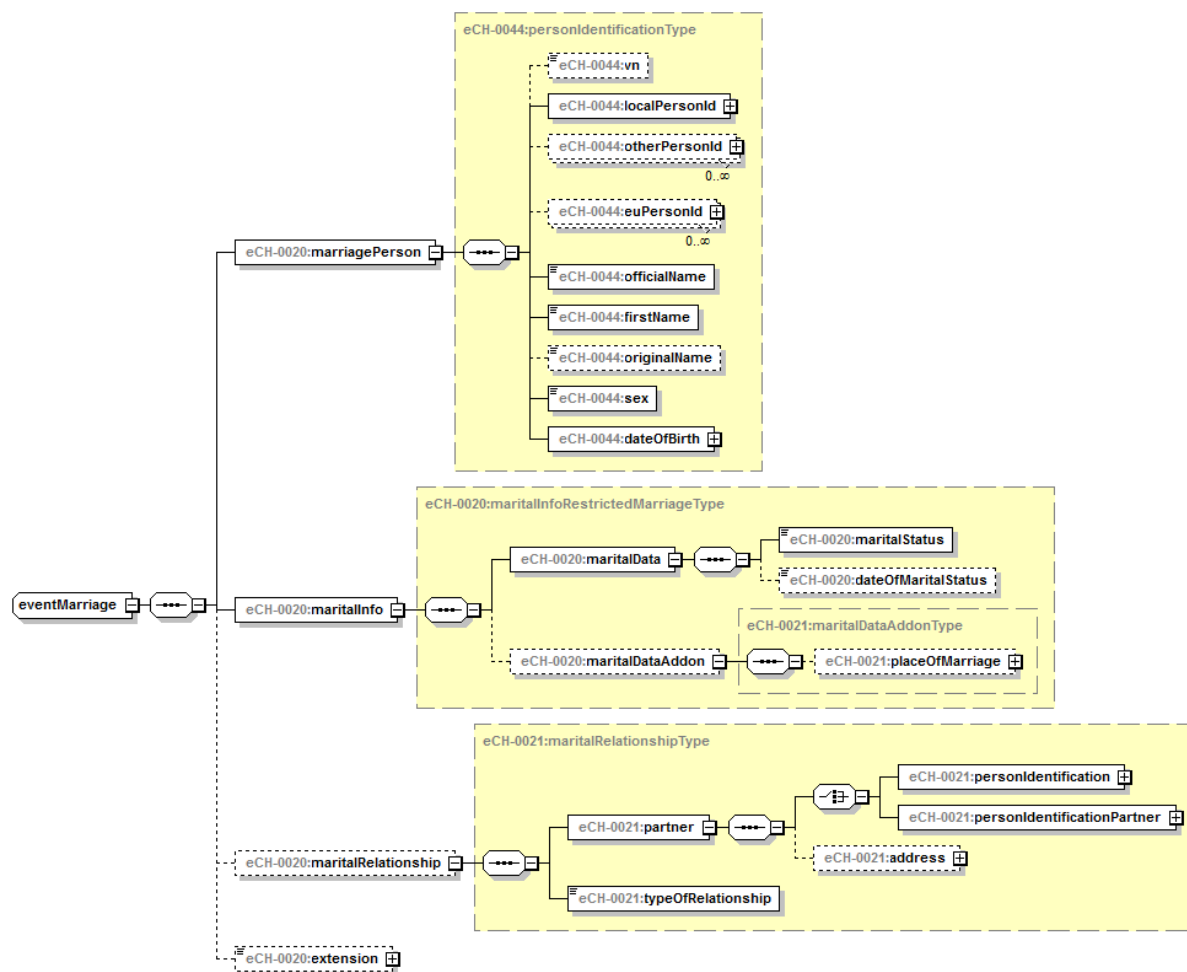 eCH-0044:personIdentificationType
eCH-0044:vn
eCH-0044:localPersonId
eCH-0044:otherPersonId
0..∞
eCH-0044:euPersonId
0..∞
eCH-0020:marriagePerson
eCH-0044:officialName
eCH-0044:firstName
eCH-0044:originalName
eCH-0044:sex
eCH-0044:dateOfBirth
eCH-0020:maritalInfoRestrictedMarriageType
eCH-0020:maritalData
eCH-0020:maritalStatus
eCH-0020:dateOfMaritalStatus
eventMarriage
eCH-0020:maritalInfo
eCH-0021:maritalDataAddonType
eCH-0020:maritalDataAddon
eCH-0021:placeOfMarriage
eCH-0021:maritalRelationshipType
eCH-0021:personIdentification
eCH-0021:personIdentificationPartner
eCH-0021:partner
eCH-0021:address
eCH-0020:maritalRelationship
eCH-0021:typeOfRelationship
eCH-0020:extension